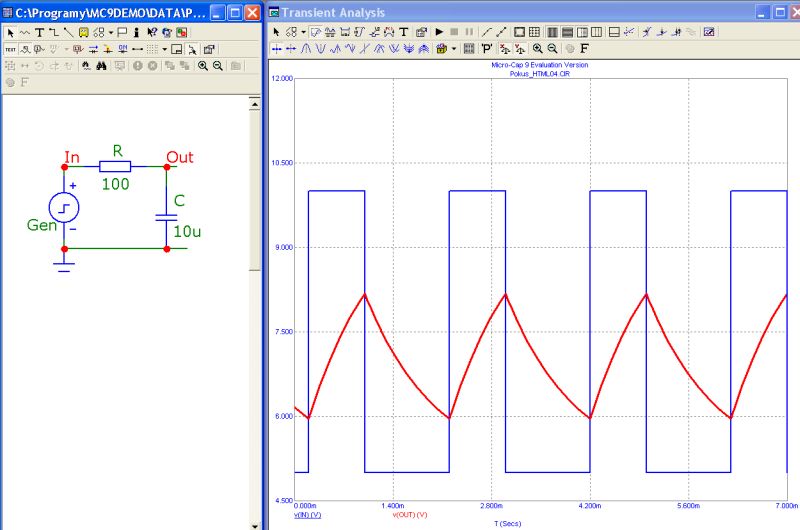 C:\Programy\MC9DEMO\DATA\P...
Transient Analysis
TEXT
'P'
F
F
Micro-Cap 9 Evaluation Version
Pokus_HTML04.CIR
12.000
10.500
9.000
7.500
6.000
4.500
0.000m 1.400m 2.800m 4.200m 5.600m 7.000m
v(IN) (V) v(OUT) (V)
T (Secs)
In R Out
100
C
+
Gen
10u
-